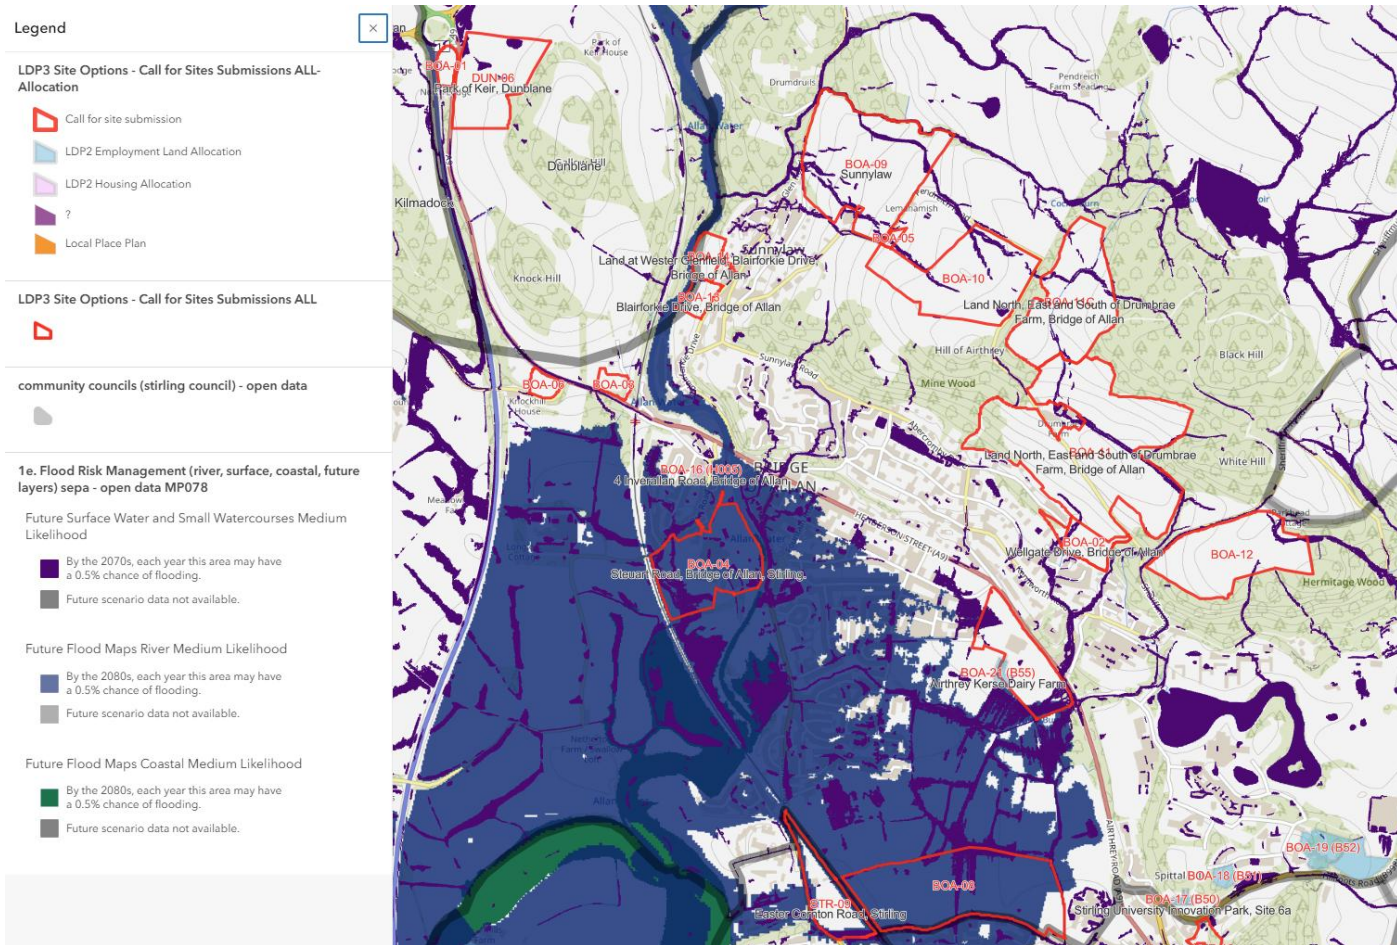 Legend
×
LDP3 Site Options - Call for Sites Submissions ALL-
Allocation
Call for site submission
LDP2 Employment Land Allocation
LDP2 Housing Allocation
?
Local Place Plan
LDP3 Site Options - Call for Sites Submissions ALL
community councils (stirling council) - open data
1e. Flood Risk Management (river, surface, coastal, future
layers) sepa - open data MP078
Future Surface Water and Small Watercourses Medium
Likelihood
By the 2070s, each year this area may have
a 0.5% chance of flooding.
Future scenario data not available.
Future Flood Maps River Medium Likelihood
By the 2080s, each year this area may have
a 0.5% chance of flooding.
Future scenario data not available.
Future Flood Maps Coastal Medium Likelihood
By the 2080s, each year this area may have
a 0.5% chance of flooding.
Future scenario data not available.
BOA-01
DUN-06
Park of Keir, Dunblane
Park of
Keir House
Drumdruils
Pendreich
Farm Steading
Allan Water
Dunblane
Kilmadock
BOA-09
Sunnylaw
BOA-05
Sunnylaw
Land at Wester Glenfield, Blairforkie Drive,
Bridge of Allan
BOA-10
Knock Hill
BOA-13
Blairforkie Drive, Bridge of Allan
Land North, East and South of Drumbrae
Farm, Bridge of Allan
Hill of Airthrey
Black Hill
Sunnylaw Road
Mine Wood
BOA-06
Knockhill
House
BOA-03
White Hill
Land North, East and South of Drumbrae
Farm, Bridge of Allan
BOA-16 (H005)
4 Inverallan Road, Bridge of Allan
BRIDGE
HENDERSON STREET (A9)
BOA-02
Wellgate Drive, Bridge of Allan
BOA-12
Hermitage Wood
BOA-04
Steuart Road, Bridge of Allan, Stirling.
BOA-21 (B55)
Airthrey Kerse Dairy Farm
AIRTHREY ROAD
BOA-19 (B52)
Spittal
BOA-18 (B51)
BOA-17 (B50)
Stirling University Innovation Park, Site 6a
BOA-08
STR-09
Easter Cornton Road, Stirling